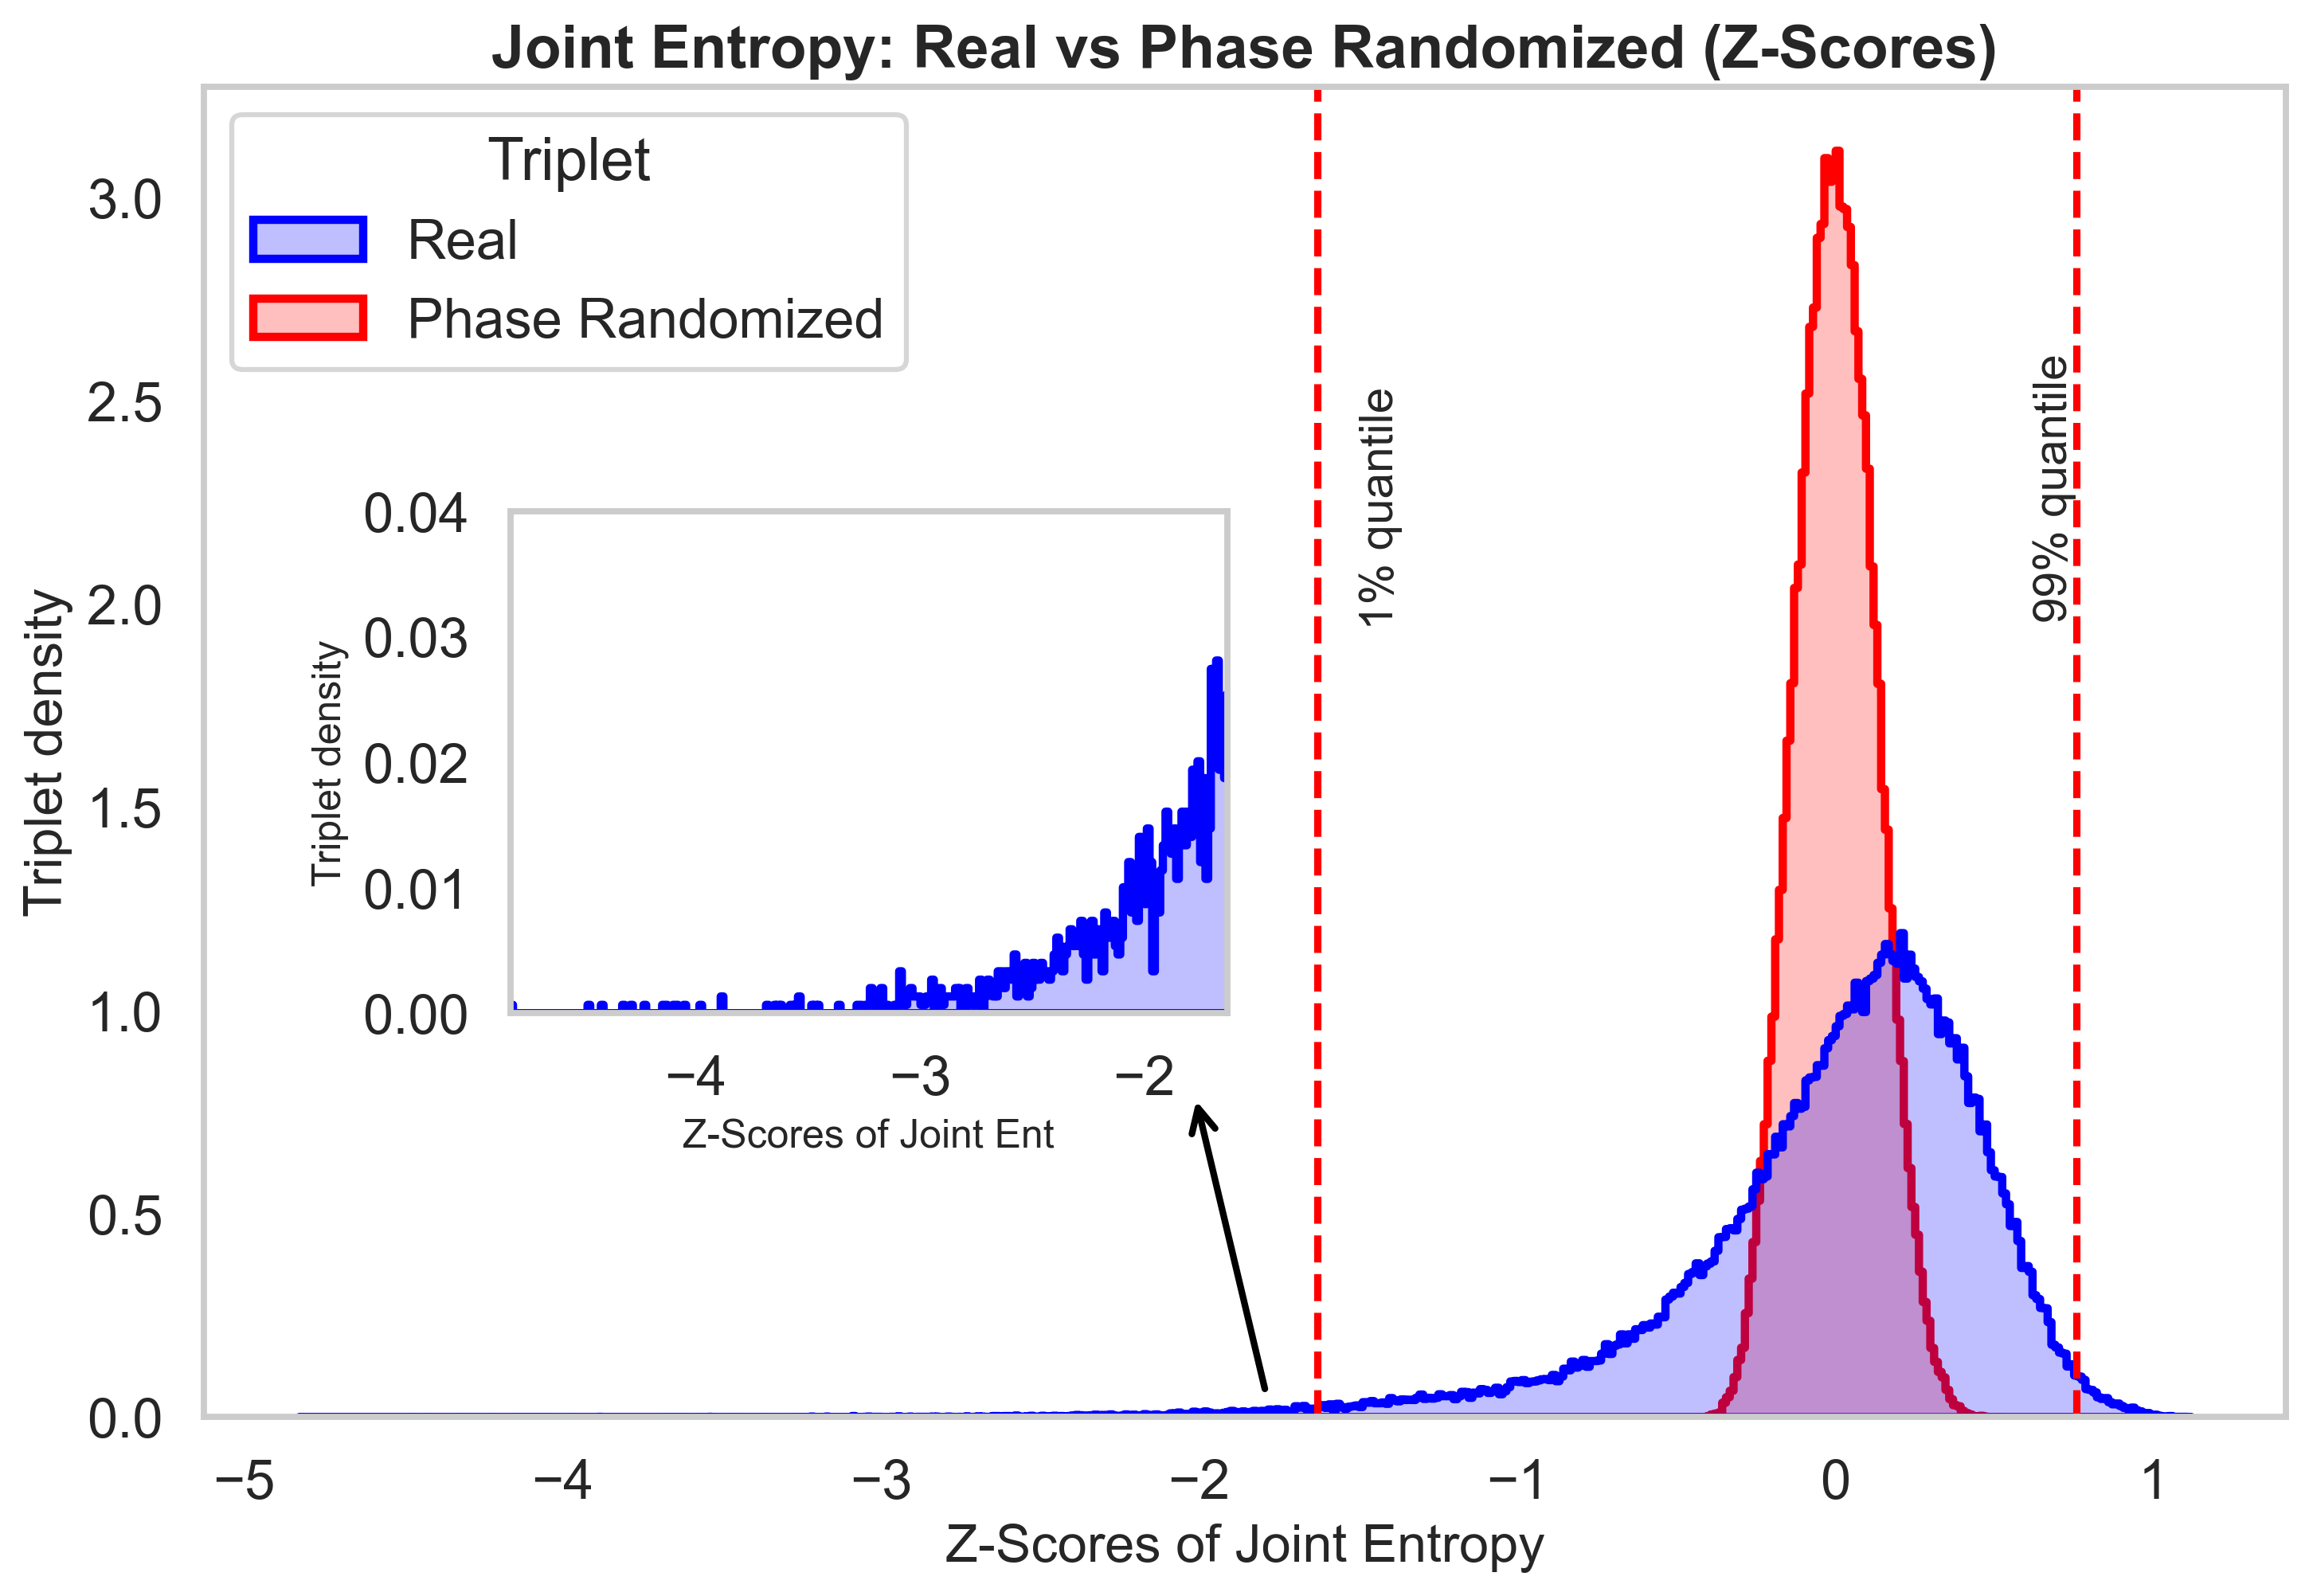 Joint Entropy: Real vs Phase Randomized (Z-Scores)
Triplet
Real
Phase Randomized
Triplet density
3.0
2.5
2.0
1.5
1.0
0.5
0.0
1% quantile
99% quantile
Triplet density
0.04
0.03
0.02
0.01
0.00
−4 −3 −2
Z-Scores of Joint Ent
−5 −4 −3 −2 −1 0 1
Z-Scores of Joint Entropy